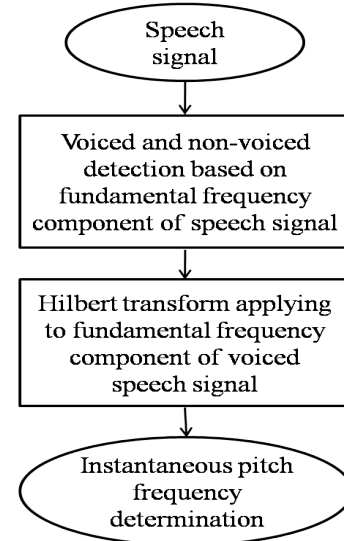 Speech
signal
Voiced and non-voiced
detection based on
fundamental frequency
component of speech signal
Hilbert transform applying
to fundamental frequency
component of voiced
speech signal
Instantaneous pitch
frequency
determination